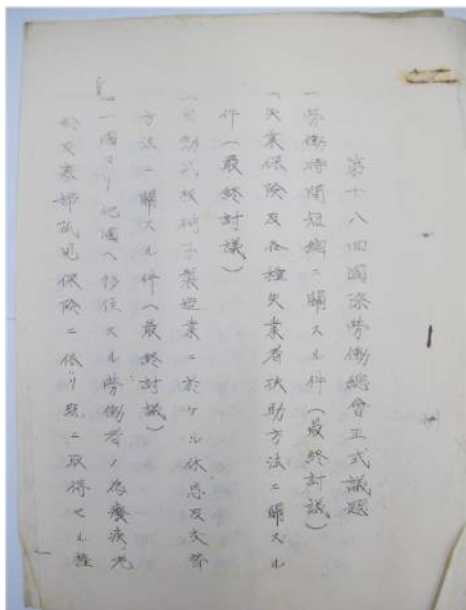 第十八回國際勞働總會正式議題
一勞働時間短縮ニ關スル件(最終討議)
一失業保險及各種失業者扶助方法ニ關スル
件(最終討議)
一自動式板硝子製造業ニ於ケル休息及交替
方法ニ關スル件(最終討議)
一一國ヨリ他國ヘ移住スル勞働者ノ爲癈疾老
齡及寡婦孤兒保險ニ依リ既ニ取得セル權